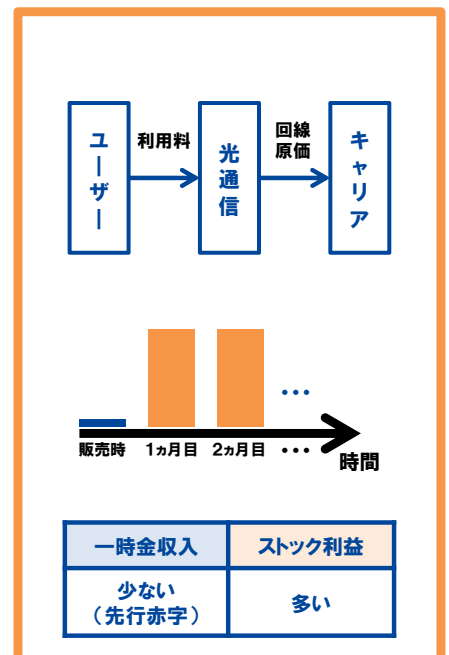 ユーザー
利用料
光通信
回線
原価
キャリア
…
販売時
1ヵ月目
2ヵ月目
…
時間
一時金収入
ストック利益
少ない
（先行赤字）
多い